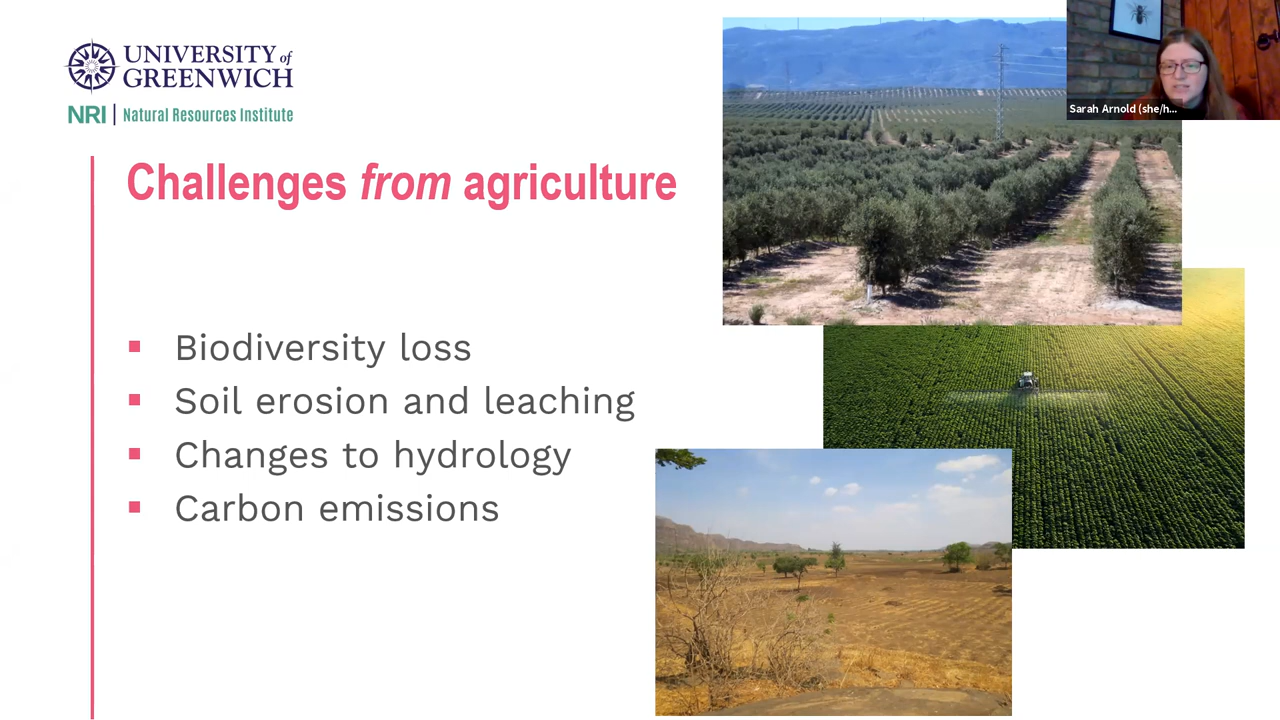 UNIVERSITY of
GREENWICH
NRI | Natural Resources Institute
Challenges from agriculture
▪ Biodiversity loss
▪ Soil erosion and leaching
▪ Changes to hydrology
▪ Carbon emissions
Sarah Arnold (she/h...